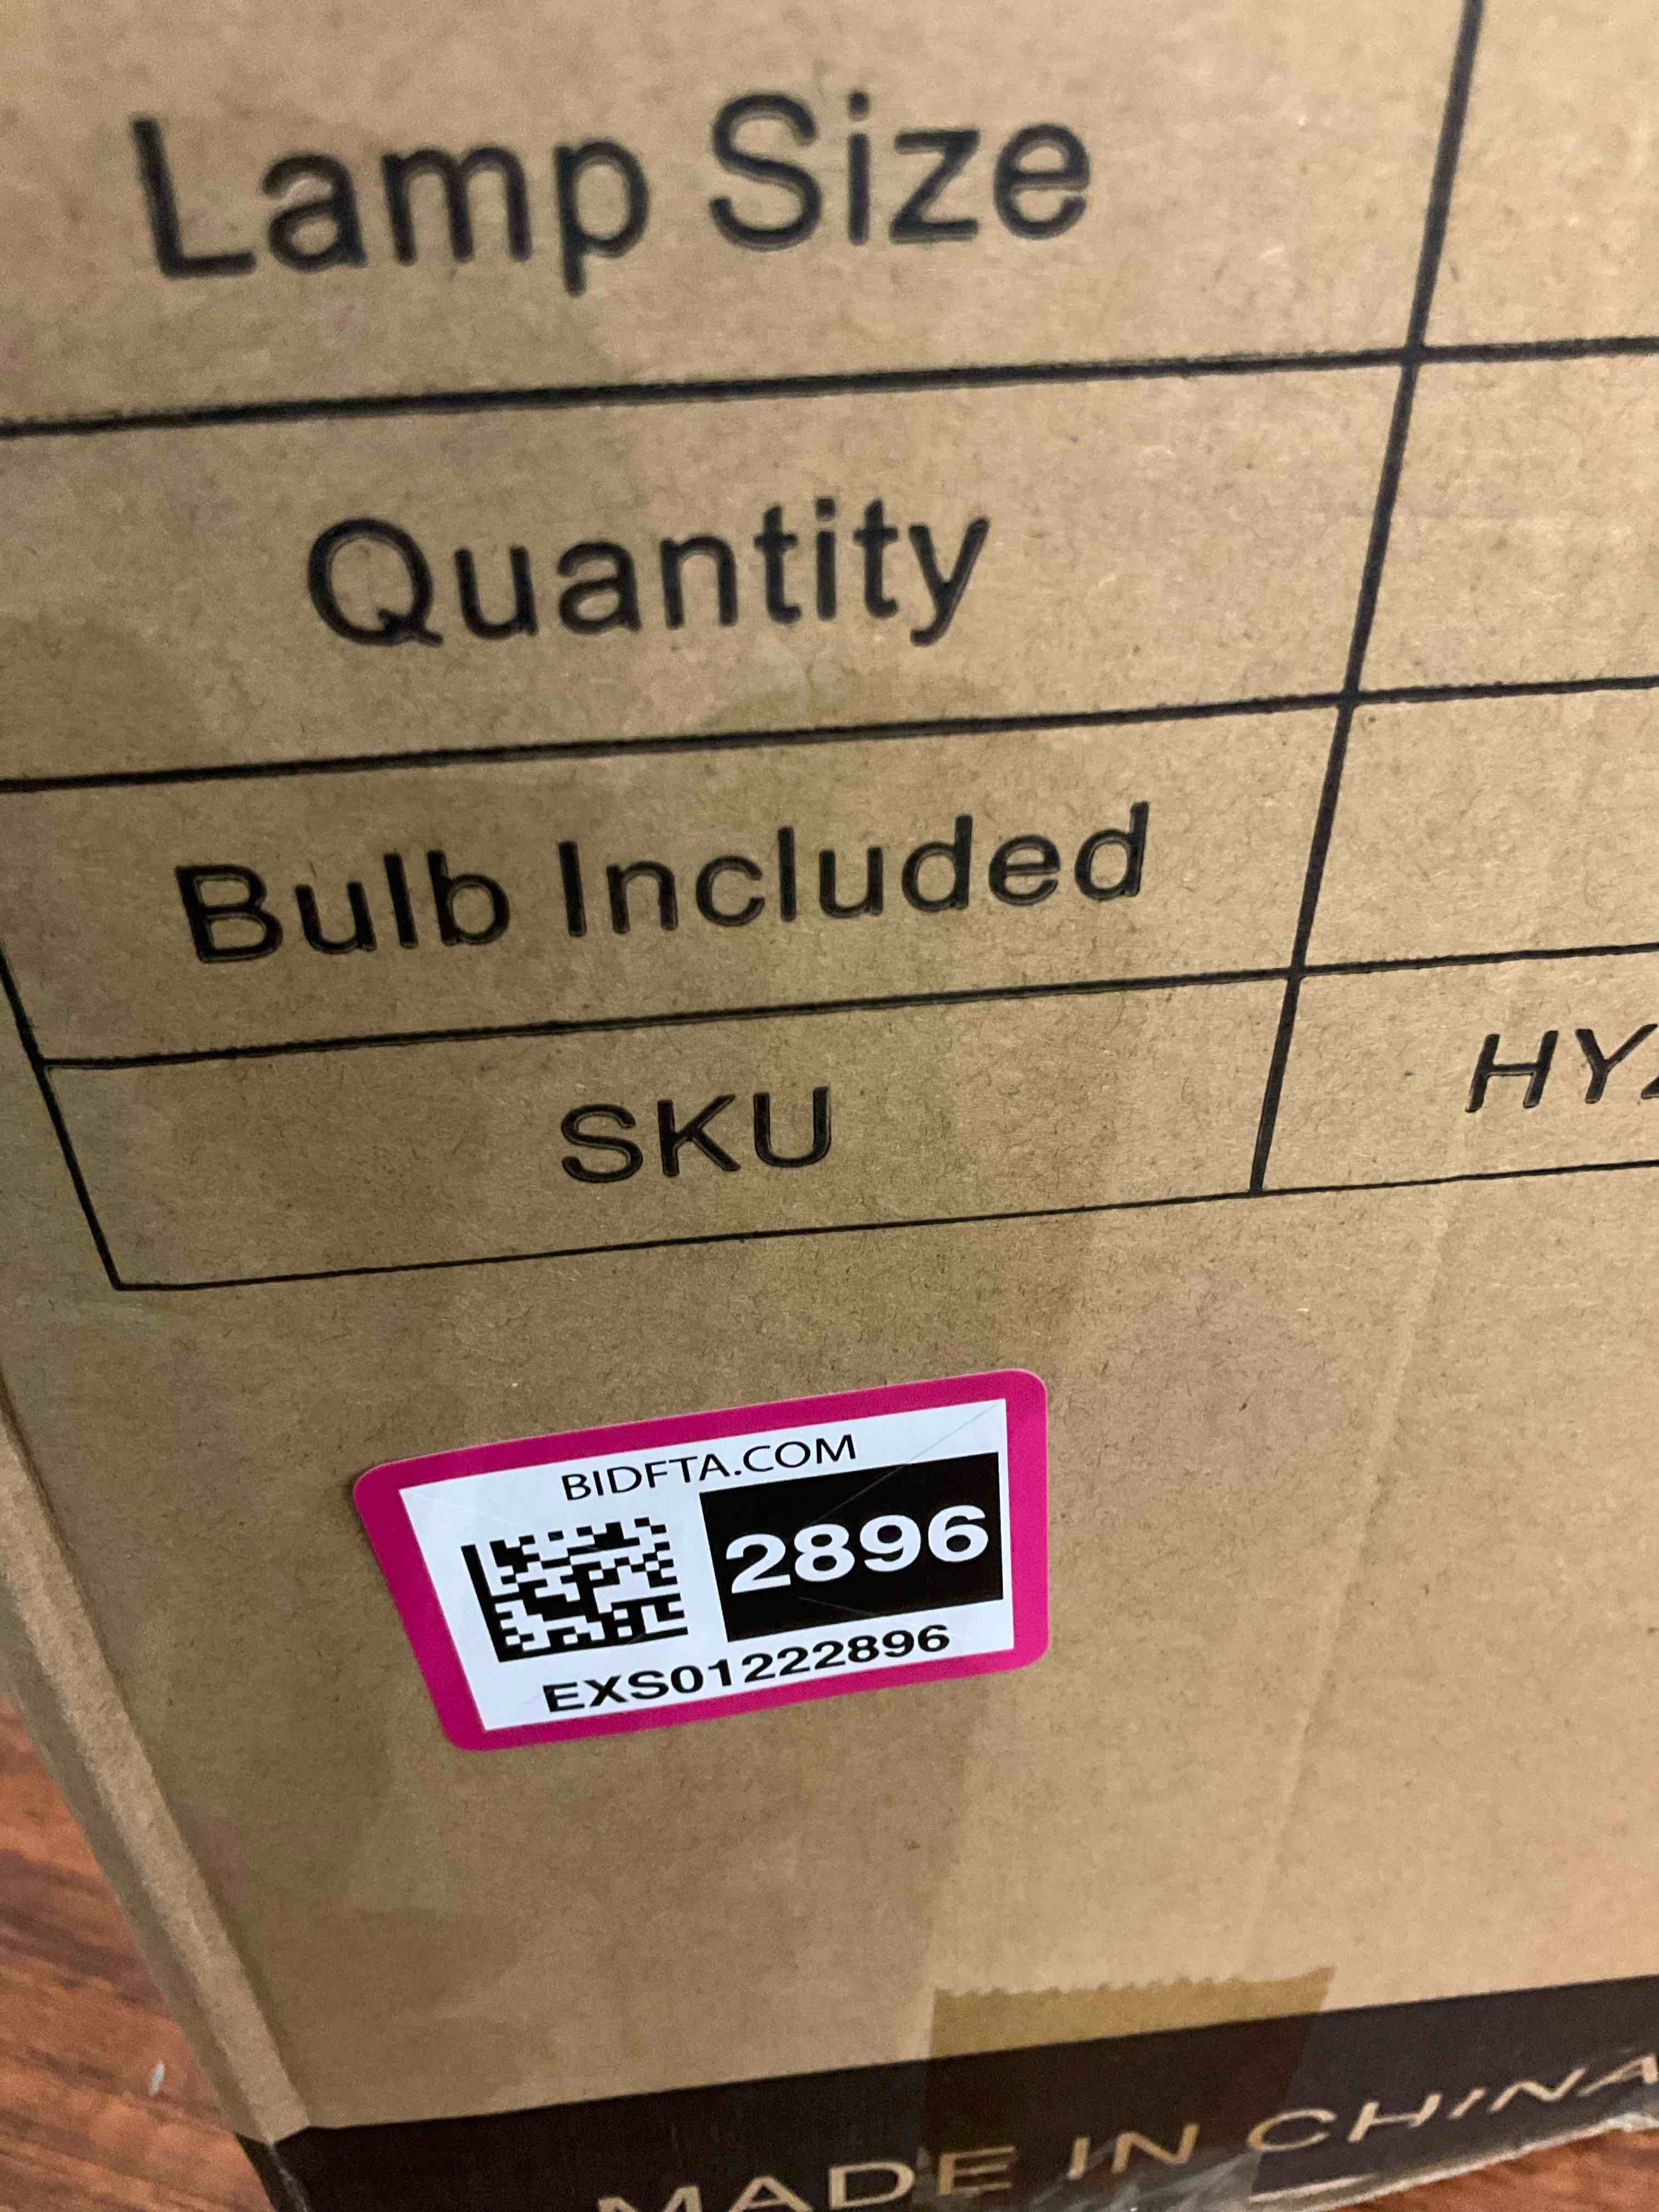 Lamp Size
Quantity
Bulb Included
SKU
BIDFTA.COM
2896
EXS01222896
MADE IN CHINA